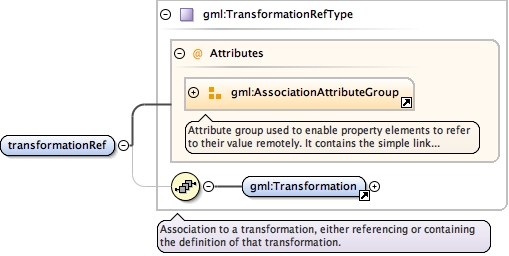 gml:TransformationRefType
@ Attributes
gml:AssociationAttributeGroup
Attribute group used to enable property elements to refer
to their value remotely. It contains the simple link...
transformationRef
gml:Transformation
Association to a transformation, either referencing or containing
the definition of that transformation.